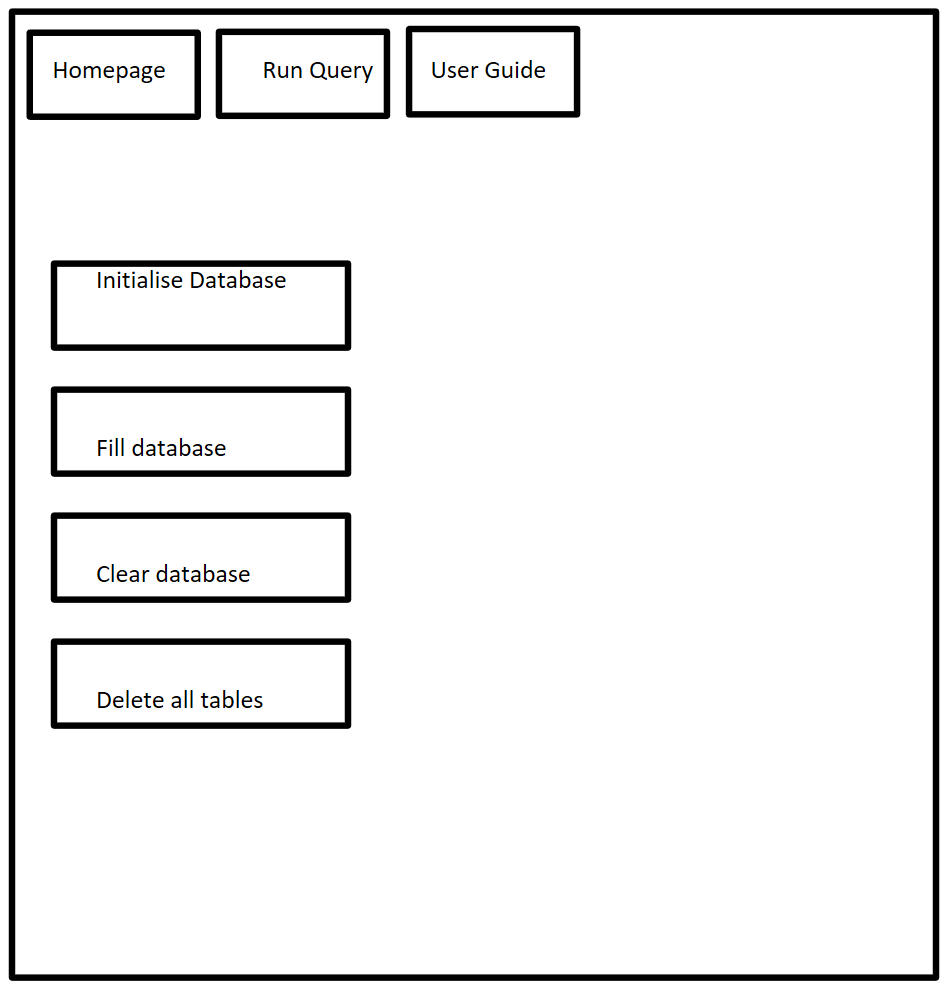 Homepage
Run Query
User Guide
Initialise Database
Fill database
Clear database
Delete all tables